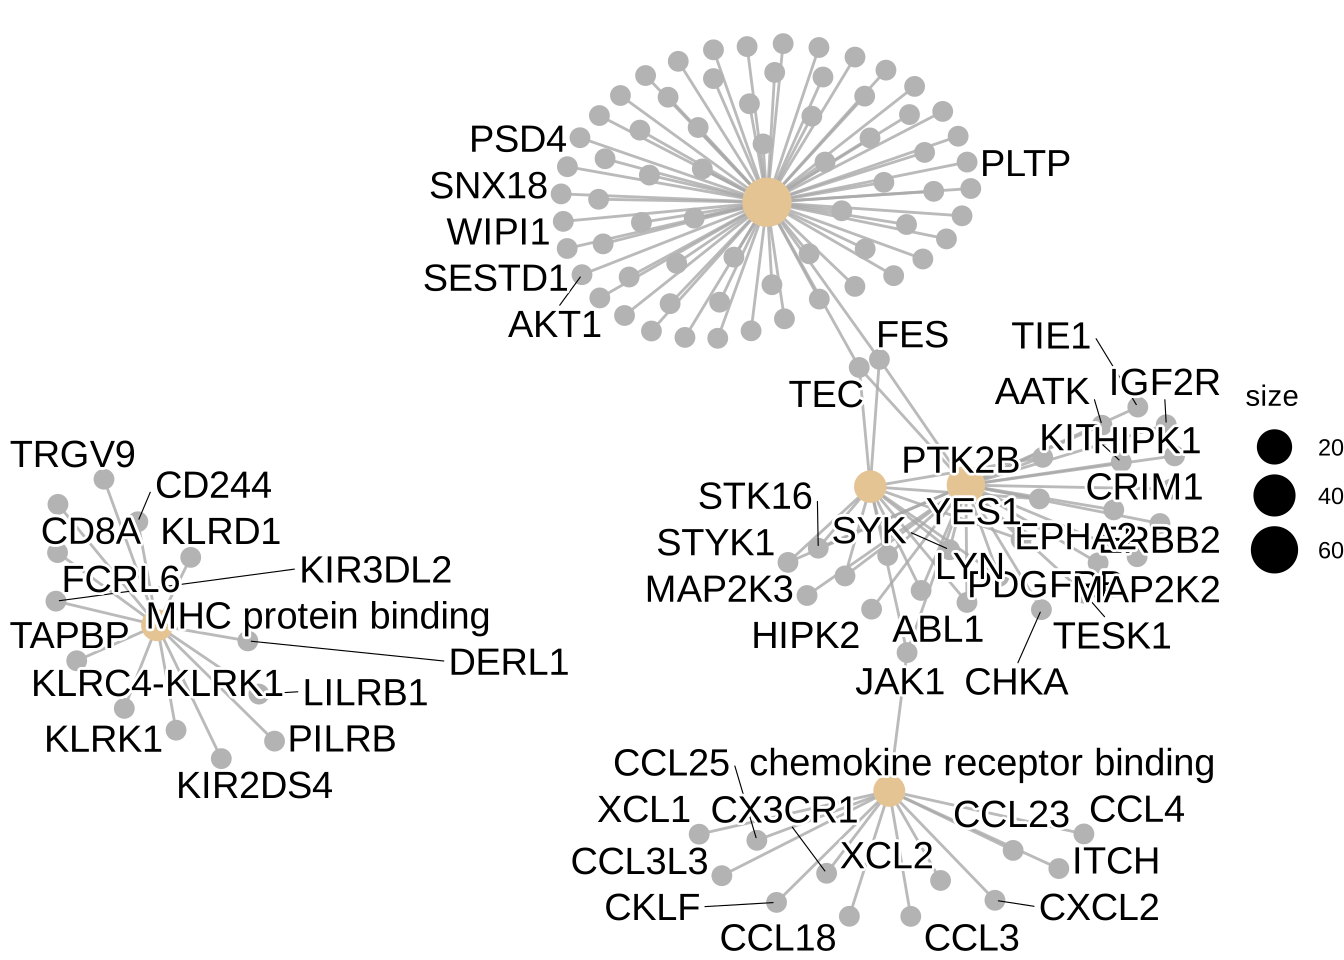 PSD4
PLTP
SNX18
WIPI1
SESTD1
AKT1
FES
TIE1
TEC
AATK
IGF2R
size
KIT
HIPK1
20
TRGV9
PTK2B
CD244
CRIM1
STK16
40
CD8A
KLRD1
SYK
YES1
EPHA2
ERBB2
STYK1
60
KIR3DL2
FCRL6
LYN
MAP2K3
MAP2K2
MHC protein binding
TAPBP
HIPK2
ABL1
TESK1
DERL1
KLRC4-KLRK1
LILRB1
JAK1
CHKA
KLRK1
PILRB
CCL25
chemokine receptor binding
KIR2DS4
XCL1
CX3CR1
CCL23
CCL4
CCL3L3
XCL2
ITCH
CKLF
CXCL2
CCL18
CCL3